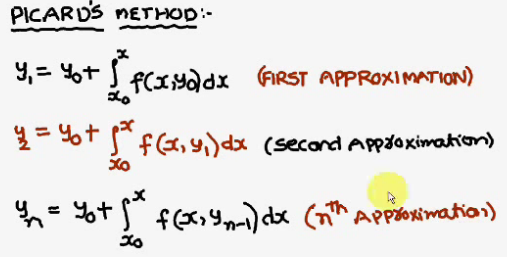 PICARD'S METHOD:-
y₁ = y₀ + ∫ₓ₀ˣ f(x,y₀)dx (FIRST APPROXIMATION)
y₂ = y₀ + ∫ₓ₀ˣ f(x,y₁)dx (Second Approximation)
yₙ = y₀ + ∫ₓ₀ˣ f(x,yₙ₋₁)dx (nᵗʰ Approximation)